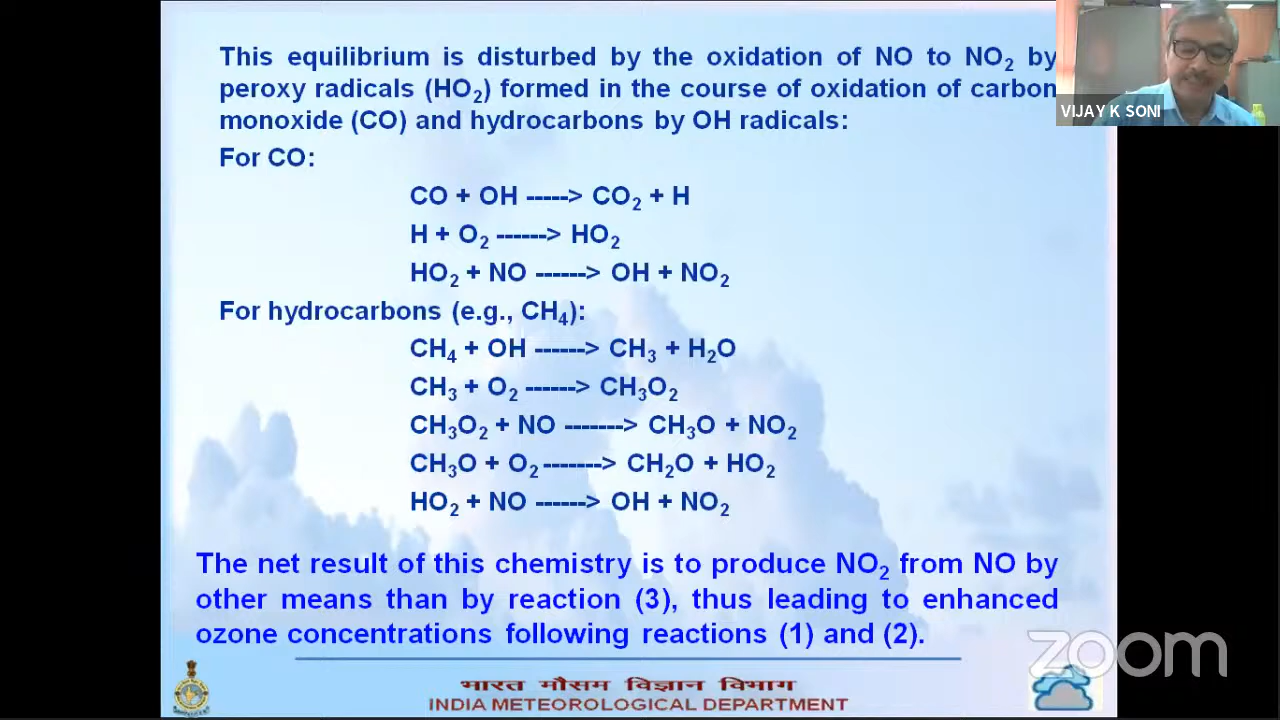 This equilibrium is disturbed by the oxidation of NO to NO₂ by
peroxy radicals (HO₂) formed in the course of oxidation of carbon
monoxide (CO) and hydrocarbons by OH radicals:
For CO:
CO + OH -----> CO₂ + H
H + O₂ ------> HO₂
HO₂ + NO ------> OH + NO₂
For hydrocarbons (e.g., CH₄):
CH₄ + OH ------> CH₃ + H₂O
CH₃ + O₂ ------> CH₃O₂
CH₃O₂ + NO -------> CH₃O + NO₂
CH₃O + O₂ -------> CH₂O + HO₂
HO₂ + NO ------> OH + NO₂
The net result of this chemistry is to produce NO₂ from NO by
other means than by reaction (3), thus leading to enhanced
ozone concentrations following reactions (1) and (2).
भारत मौसम विज्ञान विभाग
INDIA METEOROLOGICAL DEPARTMENT
VIJAY K SONI
zoom